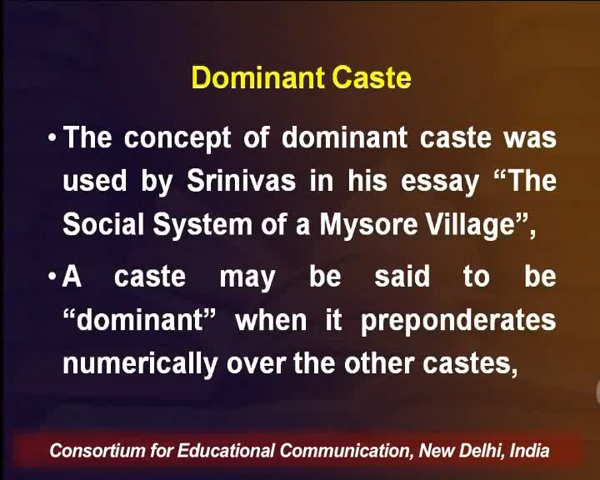 Dominant Caste
• The concept of dominant caste was
used by Srinivas in his essay “The
Social System of a Mysore Village”,
• A caste may be said to be
“dominant” when it preponderates
numerically over the other castes,
Consortium for Educational Communication, New Delhi, India